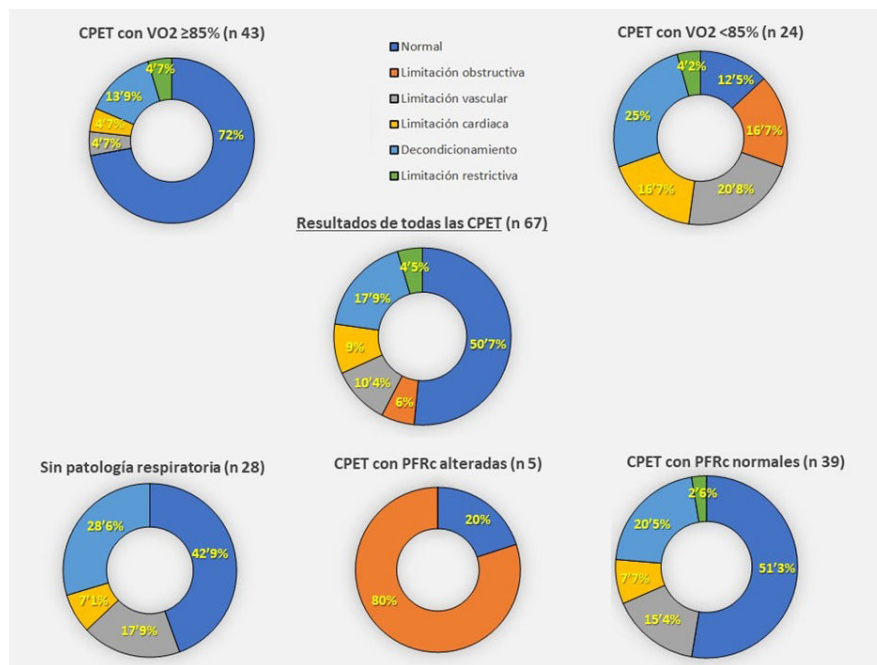 CPET con VO2 ≥85% (n 43)
4'7%
13'9%
4'7%
4'7%
72%
Normal
Limitación obstructiva
Limitación vascular
Limitación cardiaca
Decondicionamiento
Limitación restrictiva
CPET con VO2 <85% (n 24)
4'2%
12'5%
25%
16'7%
16'7%
20'8%
Resultados de todas las CPET (n 67)
4'5%
17'9%
50'7%
9%
10'4%
6%
Sin patología respiratoria (n 28)
28'6%
42'9%
7'1%
17'9%
CPET con PFRc alteradas (n 5)
20%
80%
CPET con PFRc normales (n 39)
2'6%
20'5%
51'3%
7'7%
15'4%